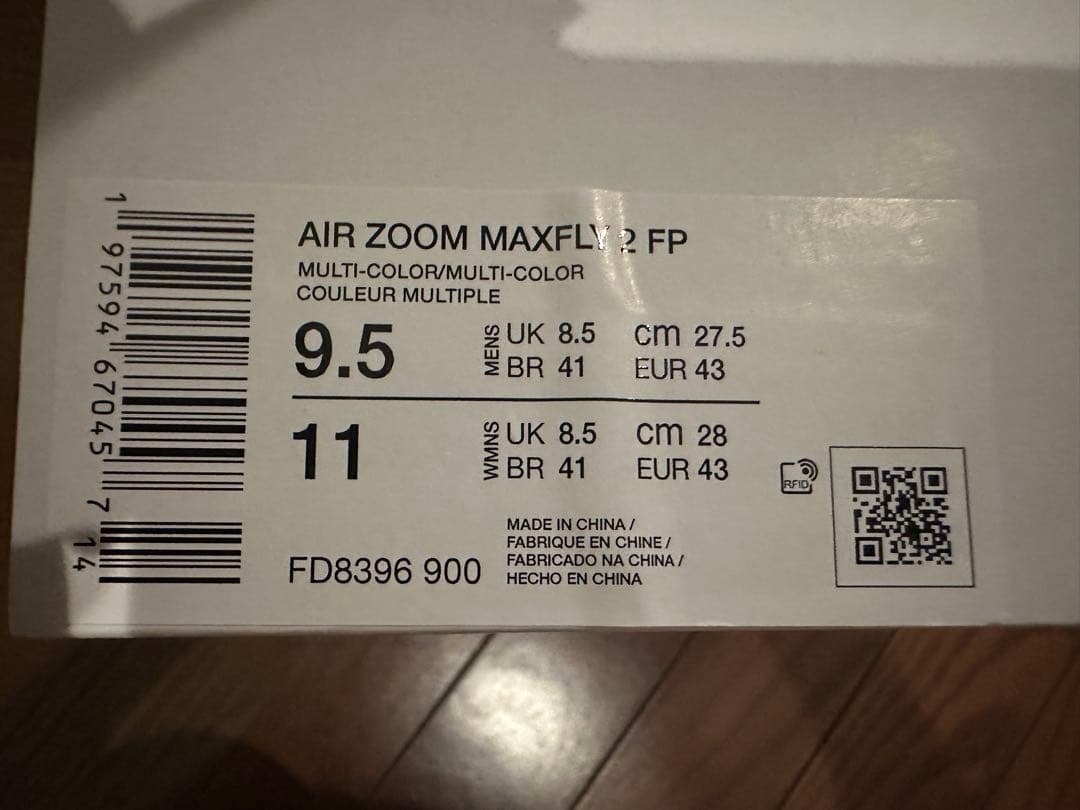 1 97594 67045 7 14
AIR ZOOM MAXFLY 2 FP
MULTI-COLOR/MULTI-COLOR
COULEUR MULTIPLE
9.5 MENS UK 8.5 cm 27.5
BR 41 EUR 43
11 WMNS UK 8.5 cm 28
BR 41 EUR 43
RFID
MADE IN CHINA /
FABRIQUE EN CHINE /
FABRICADO NA CHINA /
HECHO EN CHINA
FD8396 900